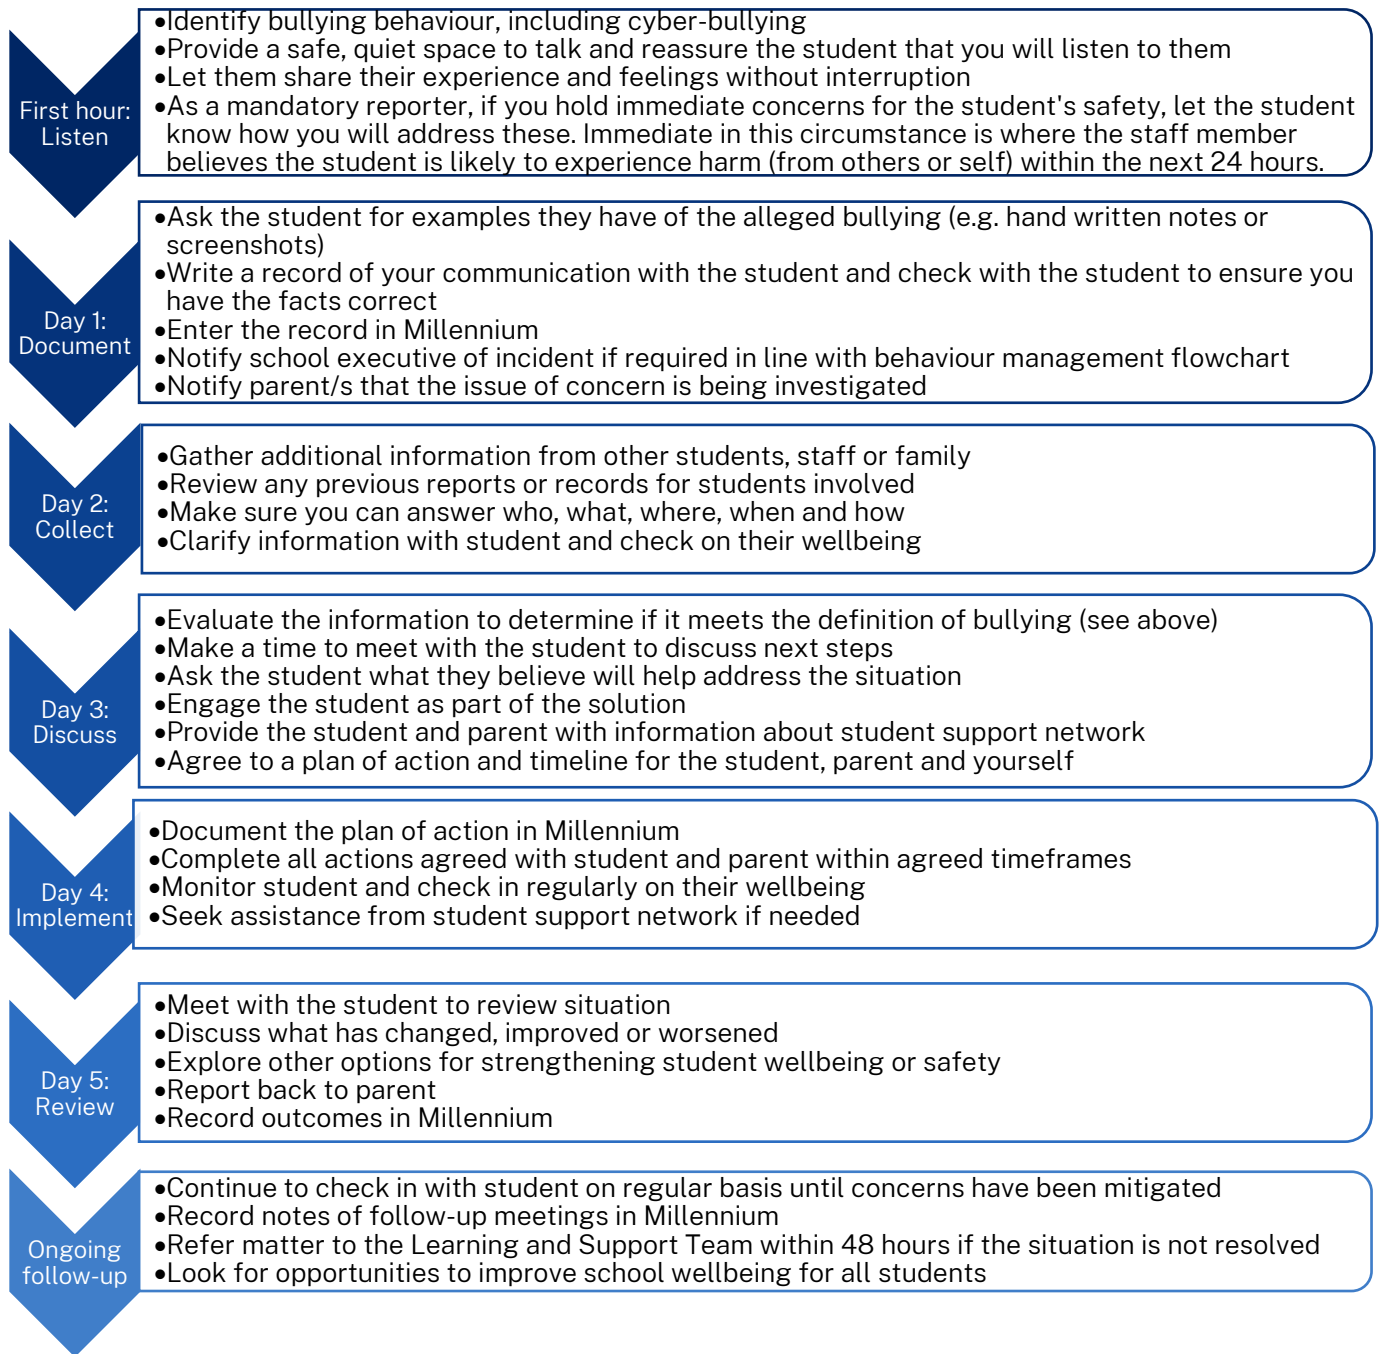 First hour:
Listen
•Identify bullying behaviour, including cyber-bullying
•Provide a safe, quiet space to talk and reassure the student that you will listen to them
•Let them share their experience and feelings without interruption
•As a mandatory reporter, if you hold immediate concerns for the student's safety, let the student
know how you will address these. Immediate in this circumstance is where the staff member
believes the student is likely to experience harm (from others or self) within the next 24 hours.
Day 1:
Document
•Ask the student for examples they have of the alleged bullying (e.g. hand written notes or
screenshots)
•Write a record of your communication with the student and check with the student to ensure you
have the facts correct
•Enter the record in Millennium
•Notify school executive of incident if required in line with behaviour management flowchart
•Notify parent/s that the issue of concern is being investigated
Day 2:
Collect
•Gather additional information from other students, staff or family
•Review any previous reports or records for students involved
•Make sure you can answer who, what, where, when and how
•Clarify information with student and check on their wellbeing
Day 3:
Discuss
•Evaluate the information to determine if it meets the definition of bullying (see above)
•Make a time to meet with the student to discuss next steps
•Ask the student what they believe will help address the situation
•Engage the student as part of the solution
•Provide the student and parent with information about student support network
•Agree to a plan of action and timeline for the student, parent and yourself
Day 4:
Implement
•Document the plan of action in Millennium
•Complete all actions agreed with student and parent within agreed timeframes
•Monitor student and check in regularly on their wellbeing
•Seek assistance from student support network if needed
Day 5:
Review
•Meet with the student to review situation
•Discuss what has changed, improved or worsened
•Explore other options for strengthening student wellbeing or safety
•Report back to parent
•Record outcomes in Millennium
Ongoing
follow-up
•Continue to check in with student on regular basis until concerns have been mitigated
•Record notes of follow-up meetings in Millennium
•Refer matter to the Learning and Support Team within 48 hours if the situation is not resolved
•Look for opportunities to improve school wellbeing for all students